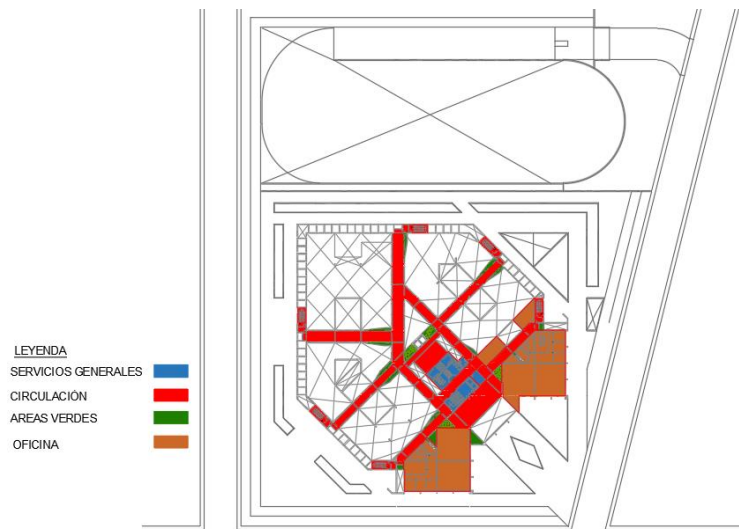 LEYENDA
SERVICIOS GENERALES
CIRCULACIÓN
AREAS VERDES
OFICINA